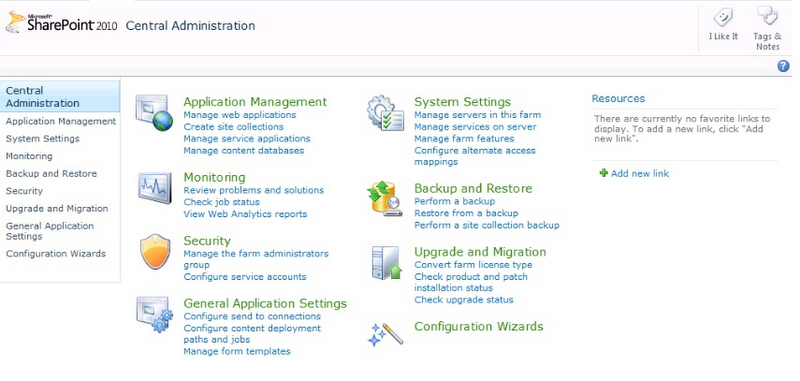 Microsoft
SharePoint 2010 Central Administration
I Like It
Tags &
Notes
Central
Administration
Application Management
System Settings
Monitoring
Backup and Restore
Security
Upgrade and Migration
General Application
Settings
Configuration Wizards
Application Management
Manage web applications
Create site collections
Manage service applications
Manage content databases
Monitoring
Review problems and solutions
Check job status
View Web Analytics reports
Security
Manage the farm administrators
group
Configure service accounts
General Application Settings
Configure send to connections
Configure content deployment
paths and jobs
Manage form templates
System Settings
Manage servers in this farm
Manage services on server
Manage farm features
Configure alternate access
mappings
Backup and Restore
Perform a backup
Restore from a backup
Perform a site collection backup
Upgrade and Migration
Convert farm license type
Check product and patch
installation status
Check upgrade status
Configuration Wizards
Resources
There are currently no favorite links to
display. To add a new link, click "Add
new link".
Add new link